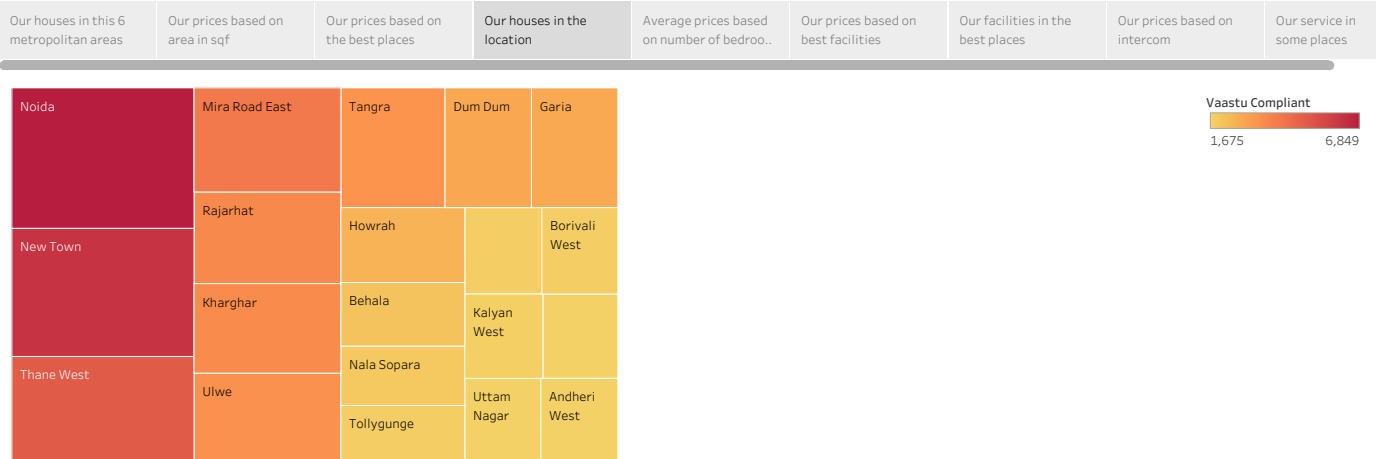 Our houses in this 6
metropolitan areas
Our prices based on
area in sqf
Our prices based on
the best places
Our houses in the
location
Average prices based
on number of bedroo..
Our prices based on
best facilities
Our facilities in the
best places
Our prices based on
intercom
Our service in
some places
Noida
New Town
Thane West
Mira Road East
Rajarhat
Kharghar
Ulwe
Tangra
Dum Dum
Garia
Howrah
Behala
Nala Sopara
Tollygunge
Borivali
West
Kalyan
West
Uttam
Nagar
Andheri
West
Vaastu Compliant
1,675
6,849